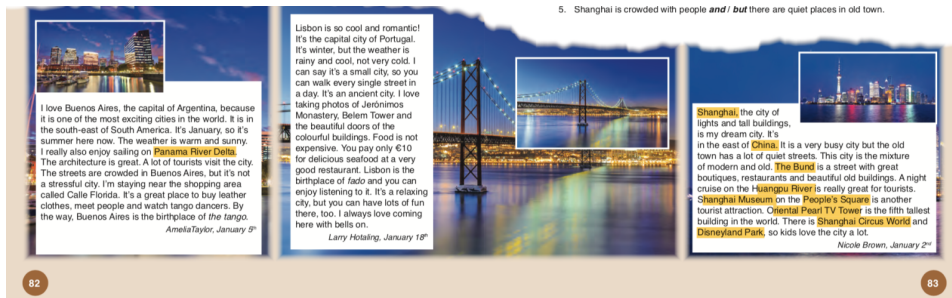 5. Shanghai is crowded with people and / but there are quiet places in old town.
I love Buenos Aires, the capital of Argentina, because
it is one of the most exciting cities in the world. It is in
the south-east of South America. It's January, so it's
summer here now. The weather is warm and sunny.
I really also enjoy sailing on Panama River Delta.
The architecture is great. A lot of tourists visit the city.
The streets are crowded in Buenos Aires, but it's not
a stressful city. I'm staying near the shopping area
called Calle Florida. It's a great place to buy leather
clothes, meet people and watch tango dancers. By
the way, Buenos Aires is the birthplace of the tango.
AmeliaTaylor, January 5th
Lisbon is so cool and romantic!
It's the capital city of Portugal.
It's winter, but the weather is
rainy and cool, not very cold. I
can say it's a small city, so you
can walk every single street in
a day. It's an ancient city. I love
taking photos of Jerónimos
Monastery, Belem Tower and
the beautiful doors of the
colourful buildings. Food is not
expensive. You pay only €10
for delicious seafood at a very
good restaurant. Lisbon is the
birthplace of fado and you can
enjoy listening to it. It's a relaxing
city, but you can have lots of fun
there, too. I always love coming
here with bells on.
Larry Hotaling, January 18th
Shanghai, the city of
lights and tall buildings,
is my dream city. It's
in the east of China. It is a very busy city but the old
town has a lot of quiet streets. This city is the mixture
of modern and old. The Bund is a street with great
boutiques, restaurants and beautiful old buildings. A night
cruise on the Huangpu River is really great for tourists.
Shanghai Museum on the People's Square is another
tourist attraction. Oriental Pearl TV Tower is the fifth tallest
building in the world. There is Shanghai Circus World and
Disneyland Park, so kids love the city a lot.
Nicole Brown, January 2nd
82
83